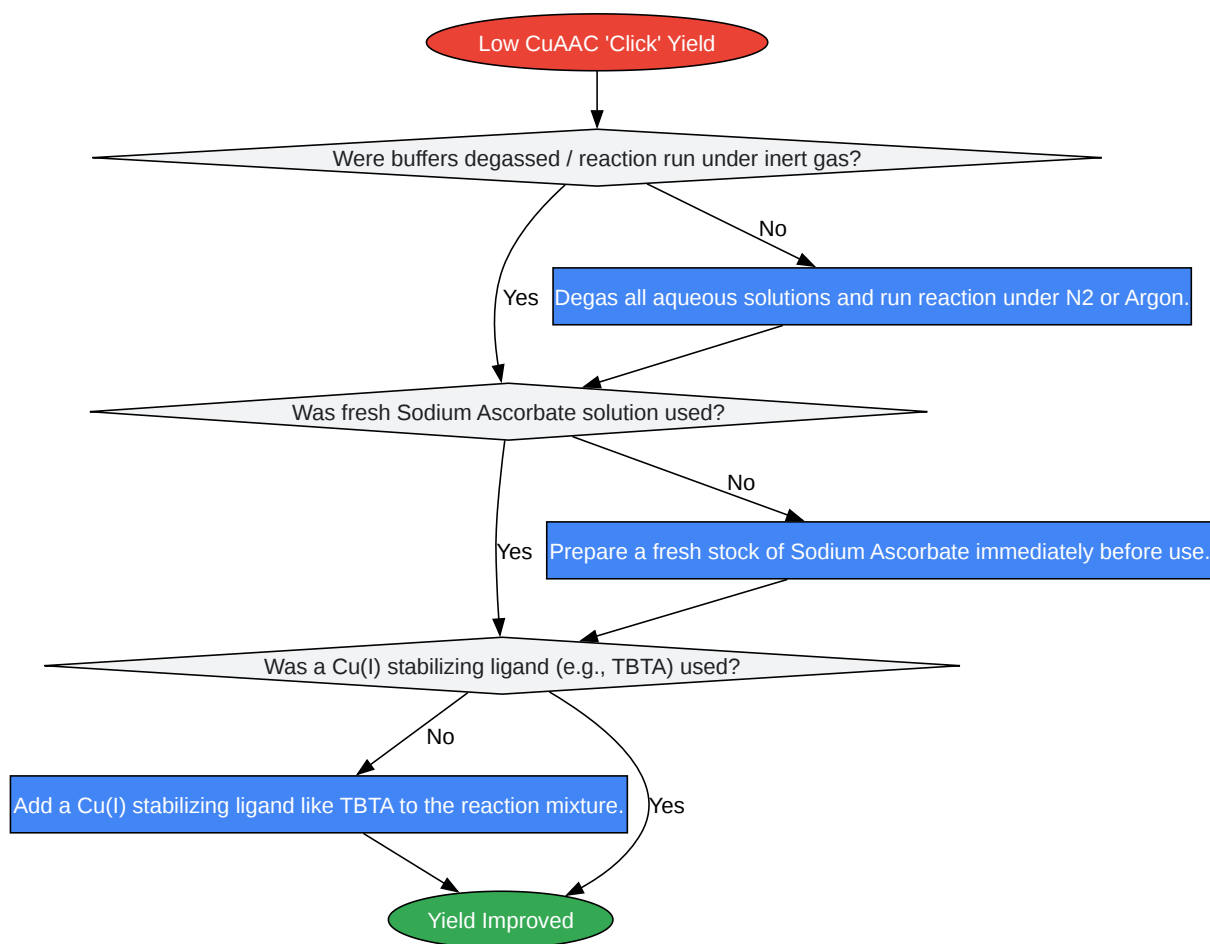 Low CuAAC 'Click' Yield
Were buffers degassed / reaction run under inert gas?
No
Yes
Degas all aqueous solutions and run reaction under N2 or Argon.
Was fresh Sodium Ascorbate solution used?
No
Yes
Prepare a fresh stock of Sodium Ascorbate immediately before use.
Was a Cu(I) stabilizing ligand (e.g., TBTA) used?
No
Add a Cu(I) stabilizing ligand like TBTA to the reaction mixture.
Yes
Yield Improved